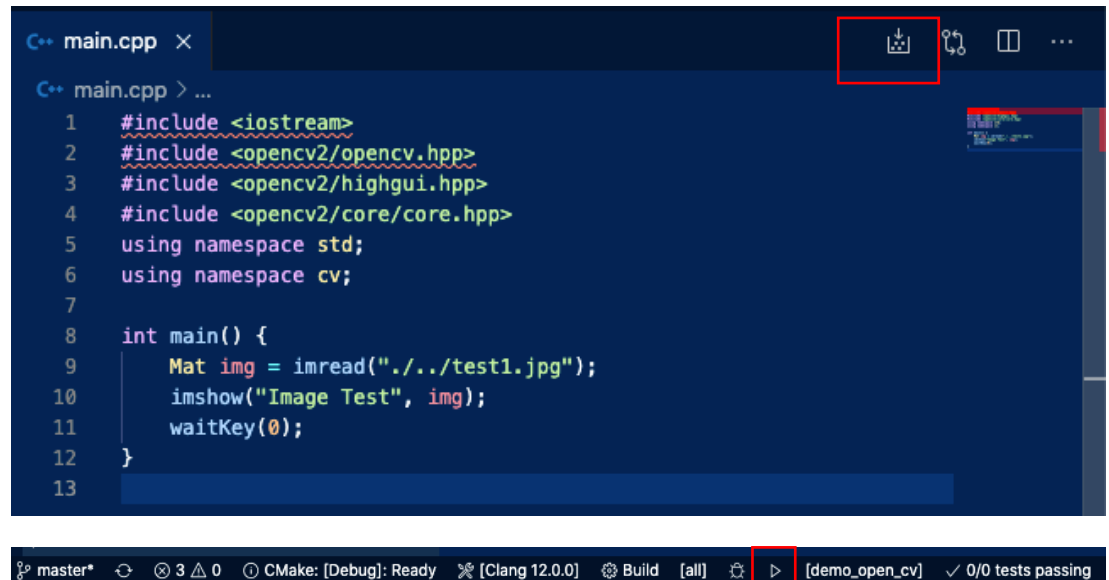 main.cpp
main.cpp > ...
1 #include <iostream>
2 #include <opencv2/opencv.hpp>
3 #include <opencv2/highgui.hpp>
4 #include <opencv2/core/core.hpp>
5 using namespace std;
6 using namespace cv;
7
8 int main() {
9 Mat img = imread("./../test1.jpg");
10 imshow("Image Test", img);
11 waitKey(0);
12 }
13
master* 3 0 CMake: [Debug]: Ready [Clang 12.0.0] Build [all] [demo_open_cv] 0/0 tests passing